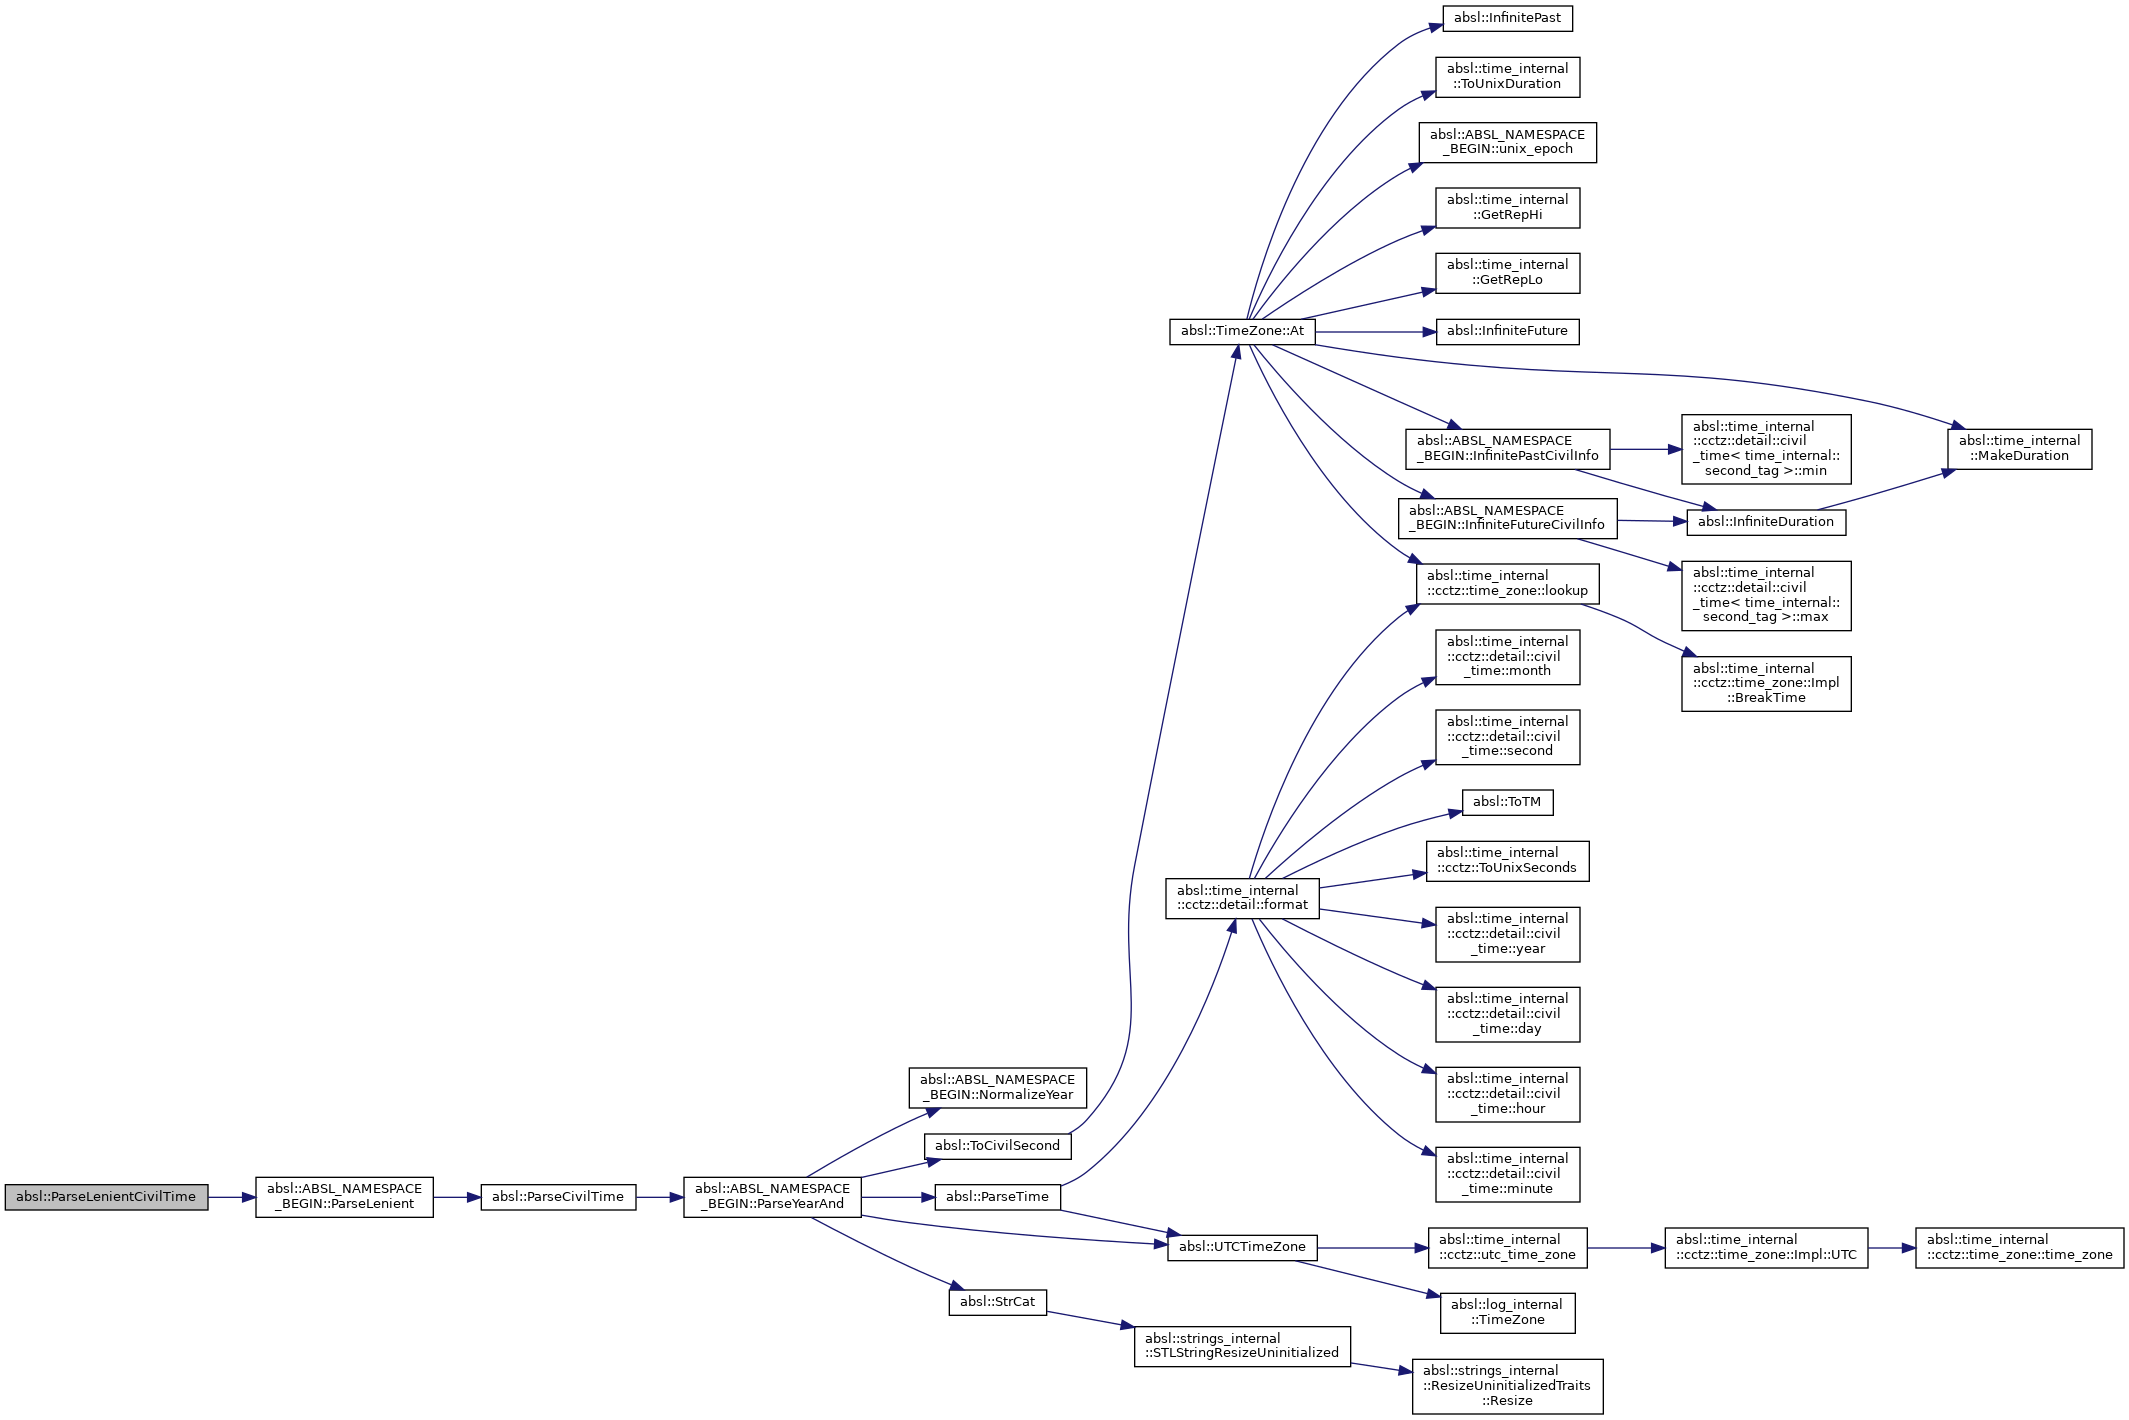 absl::InfinitePast
absl::time_internal
::ToUnixDuration
absl::ABSL_NAMESPACE
_BEGIN::unix_epoch
absl::time_internal
::GetRepHi
absl::time_internal
::GetRepLo
absl::TimeZone::At
absl::InfiniteFuture
absl::ABSL_NAMESPACE
_BEGIN::InfinitePastCivilInfo
absl::time_internal
::cctz::detail::civil
_time< time_internal::
second_tag >::min
absl::time_internal
::MakeDuration
absl::ABSL_NAMESPACE
_BEGIN::InfiniteFutureCivilInfo
absl::InfiniteDuration
absl::time_internal
::cctz::time_zone::lookup
absl::time_internal
::cctz::detail::civil
_time< time_internal::
second_tag >::max
absl::time_internal
::cctz::detail::civil
_time::month
absl::time_internal
::cctz::time_zone::Impl
::BreakTime
absl::time_internal
::cctz::detail::civil
_time::second
absl::ToTM
absl::time_internal
::cctz::ToUnixSeconds
absl::time_internal
::cctz::detail::format
absl::time_internal
::cctz::detail::civil
_time::year
absl::time_internal
::cctz::detail::civil
_time::day
absl::ABSL_NAMESPACE
_BEGIN::NormalizeYear
absl::time_internal
::cctz::detail::civil
_time::hour
absl::ToCivilSecond
absl::time_internal
::cctz::detail::civil
_time::minute
absl::ParseLenientCivilTime
absl::ABSL_NAMESPACE
_BEGIN::ParseLenient
absl::ParseCivilTime
absl::ABSL_NAMESPACE
_BEGIN::ParseYearAnd
absl::ParseTime
absl::UTCTimeZone
absl::time_internal
::cctz::utc_time_zone
absl::time_internal
::cctz::time_zone::Impl::UTC
absl::time_internal
::cctz::time_zone::time_zone
absl::StrCat
absl::log_internal
::TimeZone
absl::strings_internal
::STLStringResizeUninitialized
absl::strings_internal
::ResizeUninitializedTraits
::Resize